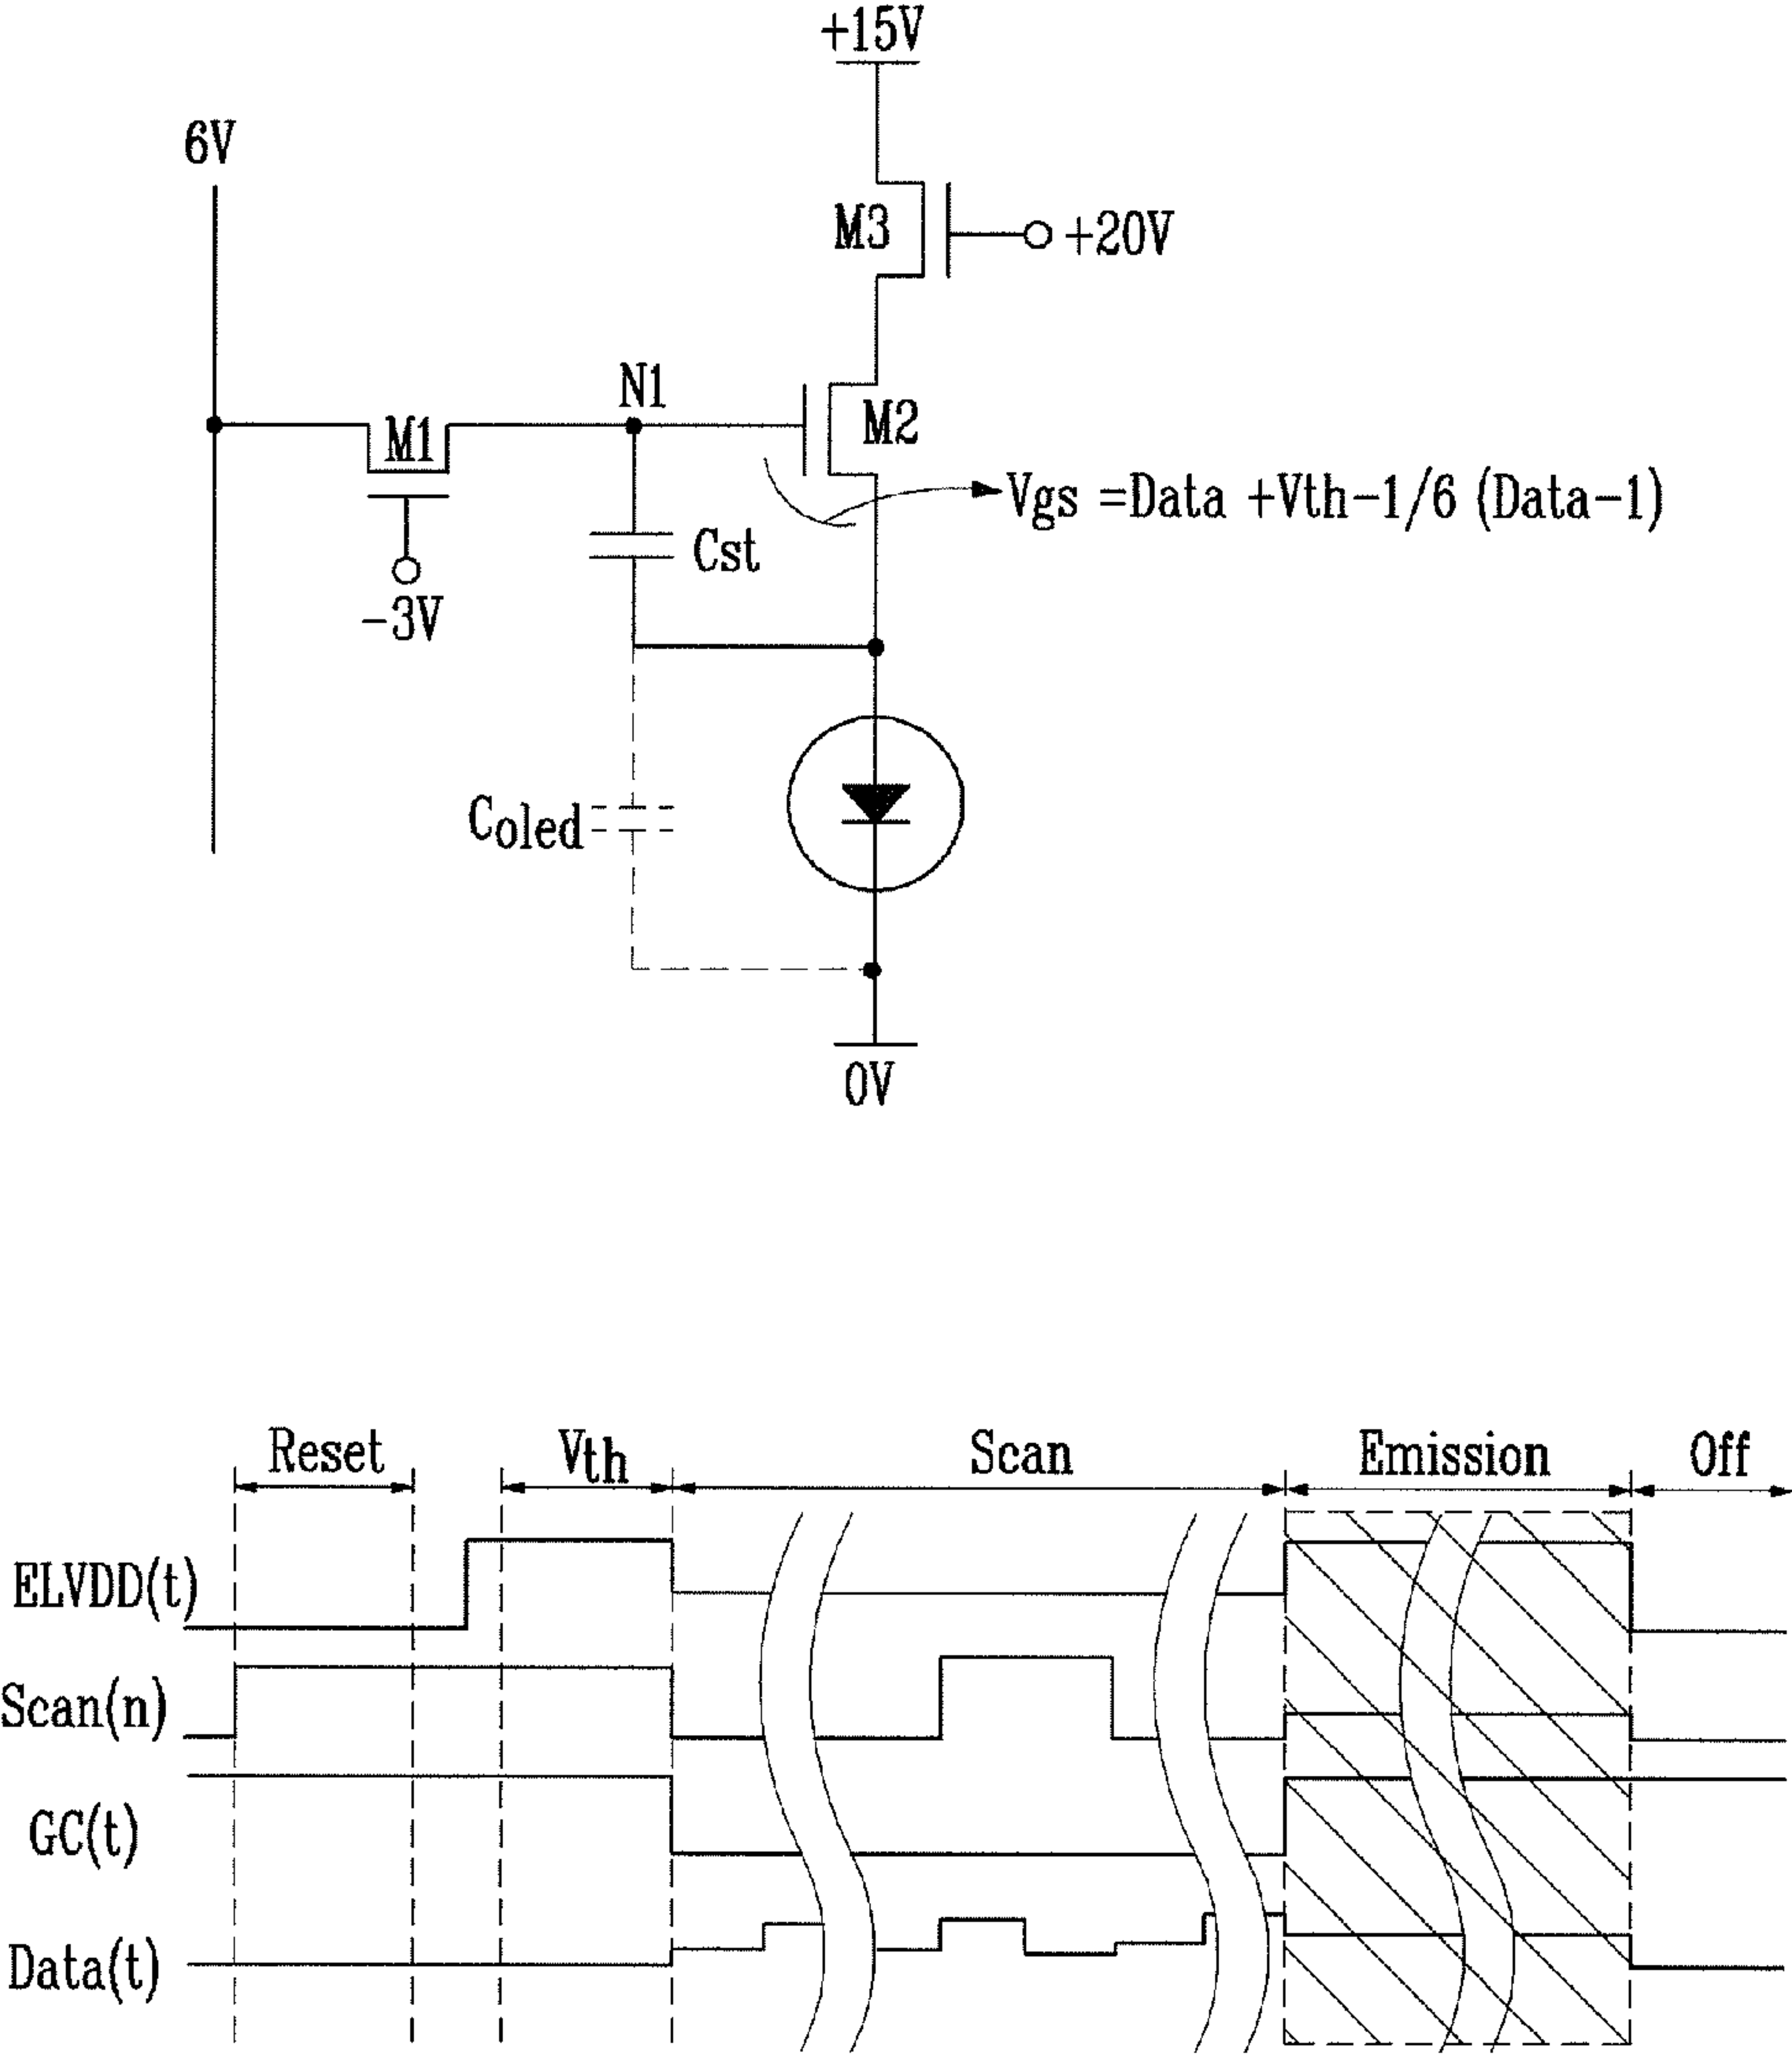 +15V
6V
M3
+20V
N1
M1
M2
Vgs =Data +Vth-1/6 (Data-1)
Cst
-3V
Coled
0V
Reset
Vth
Scan
Emission
Off
ELVDD(t)
Scan(n)
GC(t)
Data(t)